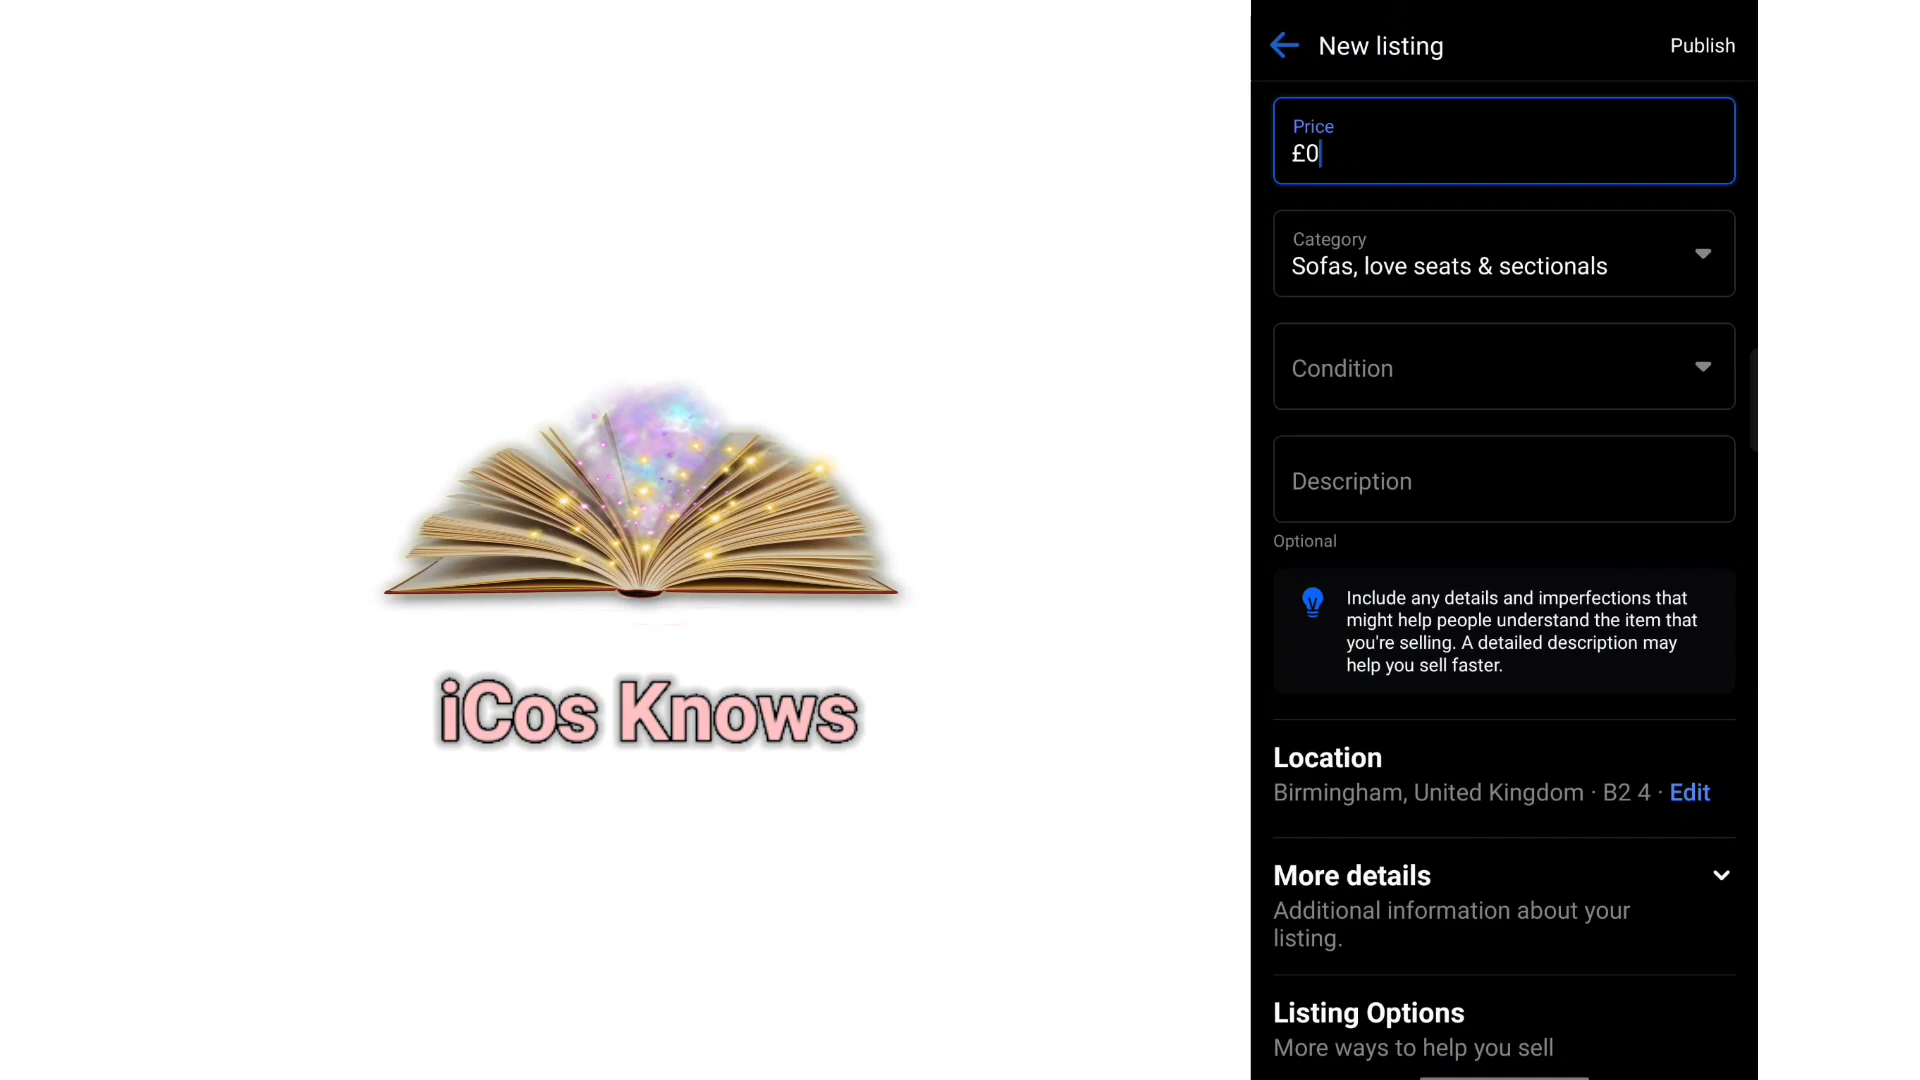 iCos Knows
New listing
Publish
Price
£0
Category
Sofas, love seats & sectionals
Condition
Description
Optional
Include any details and imperfections that
might help people understand the item that
you're selling. A detailed description may
help you sell faster.
Location
Birmingham, United Kingdom · B2 4 · Edit
More details
Additional information about your
listing.
Listing Options
More ways to help you sell